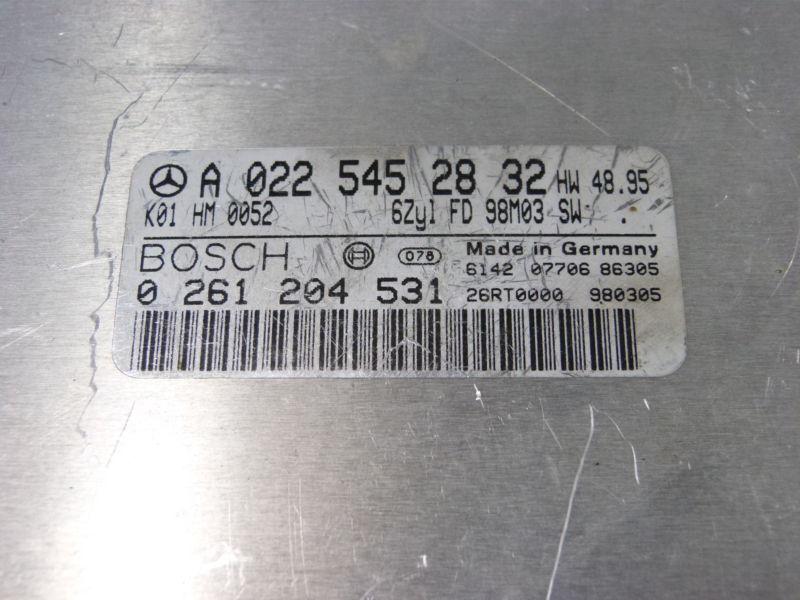 A 022 545 28 32 HW 48.95
K01 HM 0052 6Zyl FD 98M03 SW .
BOSCH 078 Made in Germany
6142 07706 86305
0 261 204 531 26RT0000 980305